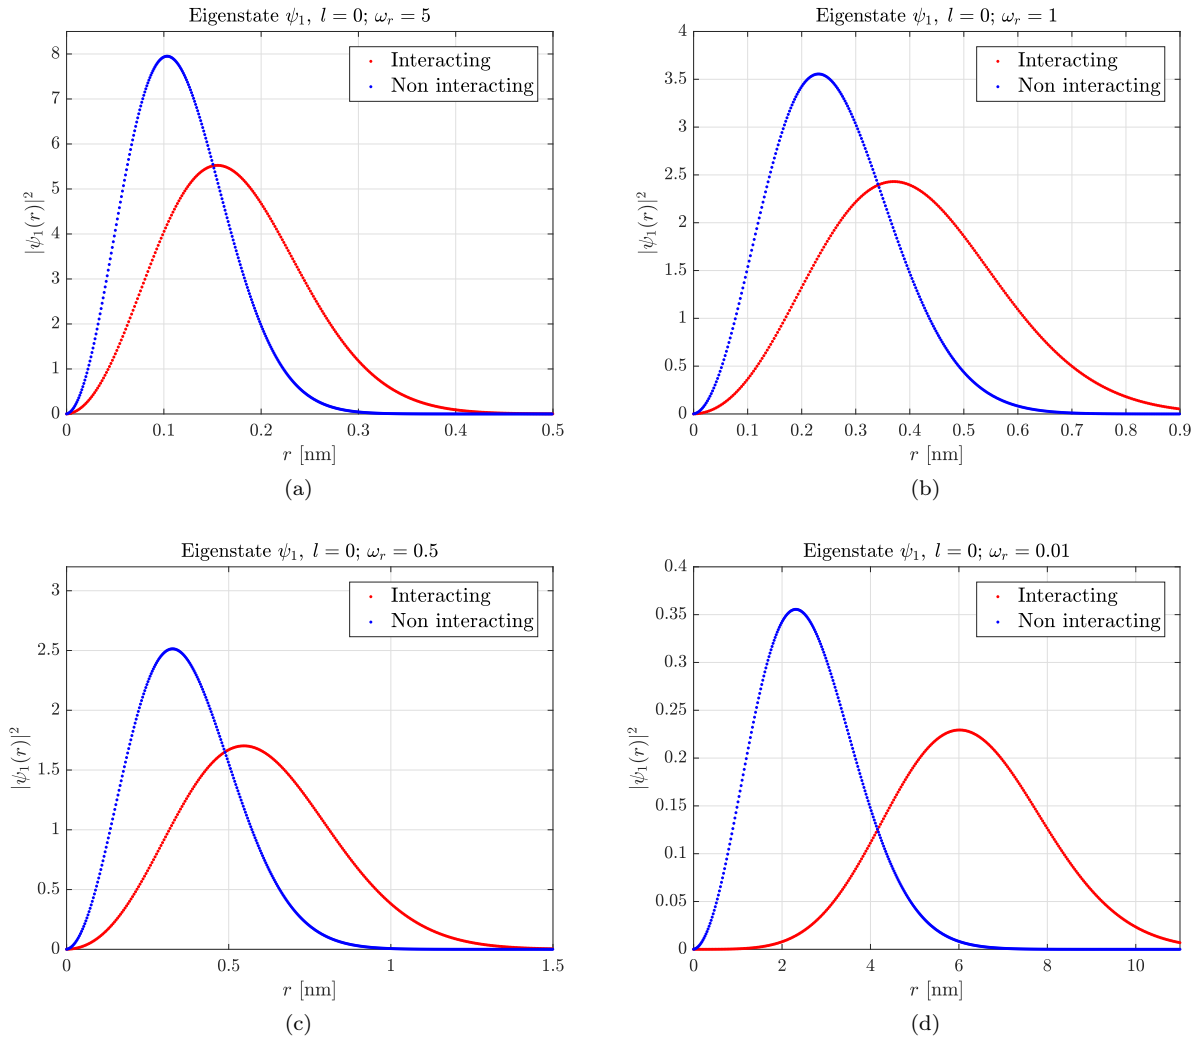 Eigenstate ψ₁, l = 0; ωᵣ = 5
|ψ₁(r)|²
8
7
6
5
4
3
2
1
0
Interacting
Non interacting
0 0.1 0.2 0.3 0.4 0.5
r [nm]
(a)
Eigenstate ψ₁, l = 0; ωᵣ = 1
|ψ₁(r)|²
4
3.5
3
2.5
2
1.5
1
0.5
0
Interacting
Non interacting
0 0.1 0.2 0.3 0.4 0.5 0.6 0.7 0.8 0.9
r [nm]
(b)
Eigenstate ψ₁, l = 0; ωᵣ = 0.5
|ψ₁(r)|²
3
2.5
2
1.5
1
0.5
0
Interacting
Non interacting
0 0.5 1 1.5
r [nm]
(c)
Eigenstate ψ₁, l = 0; ωᵣ = 0.01
|ψ₁(r)|²
0.4
0.35
0.3
0.25
0.2
0.15
0.1
0.05
0
Interacting
Non interacting
0 2 4 6 8 10
r [nm]
(d)